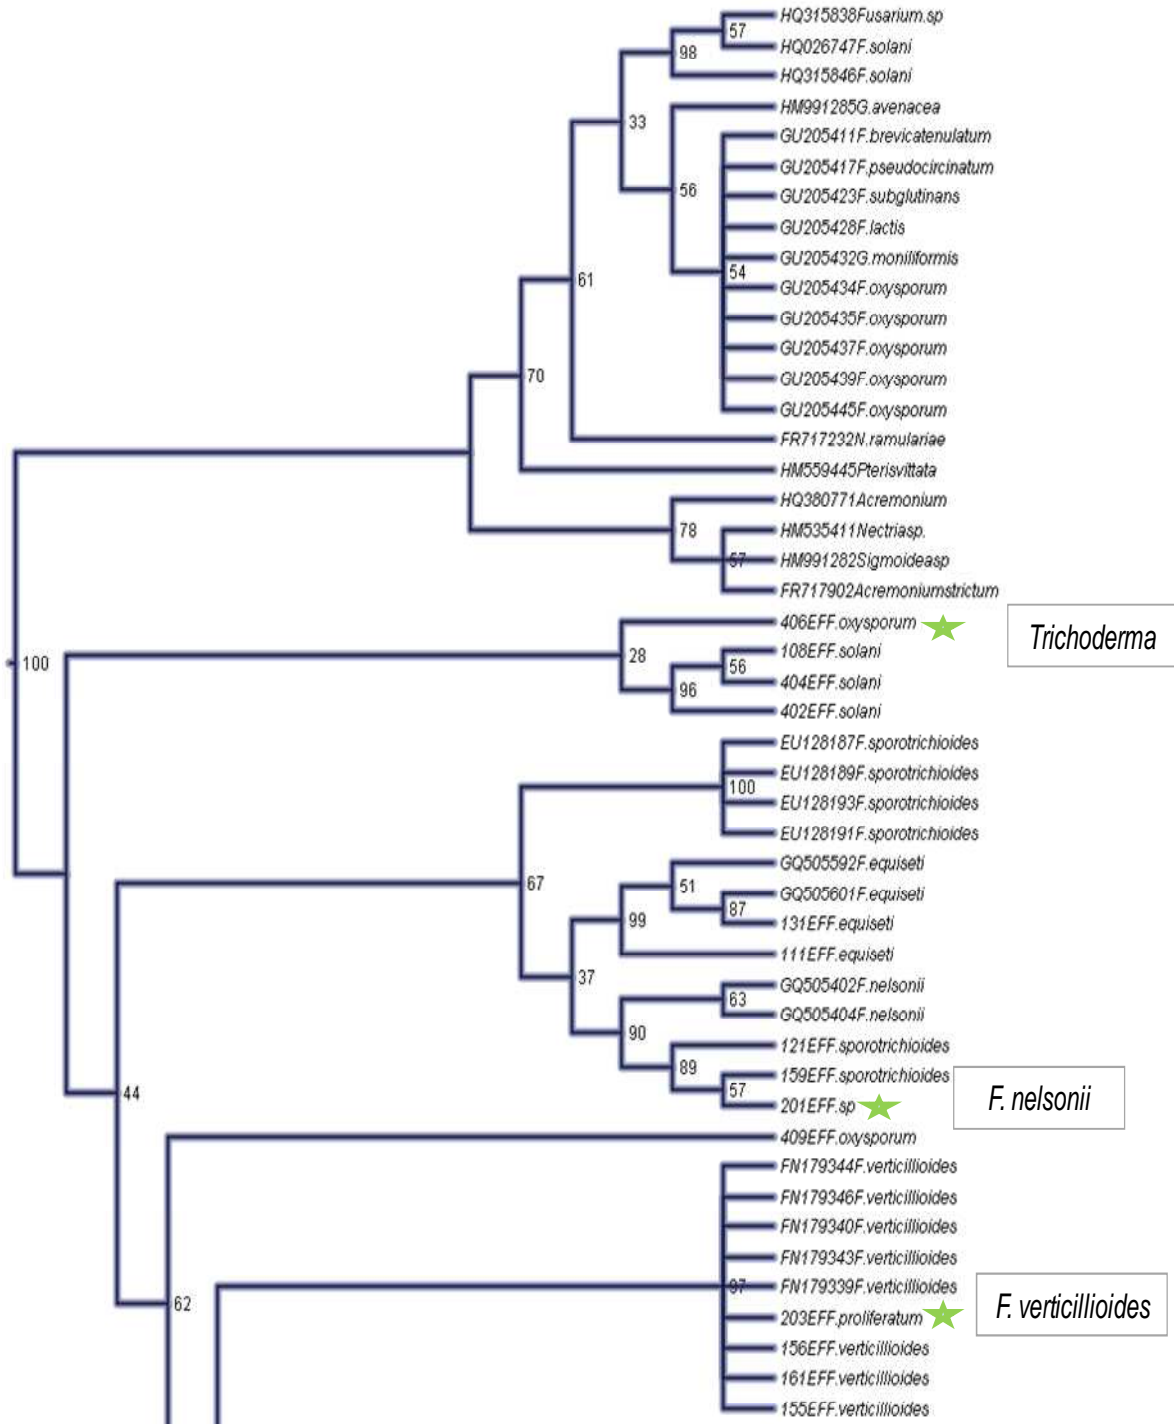 HQ315838Fusarium.sp
57
HQ026747F.solani
98
HQ315846F.solani
HM991285G.avenacea
33
GU205411F.brevicatenulatum
GU205417F.pseudocircinatum
56
GU205423F.subglutinans
GU205428F.lactis
GU205432G.moniliformis
54
61
GU205434F.oxysporum
GU205435F.oxysporum
GU205437F.oxysporum
70
GU205439F.oxysporum
GU205445F.oxysporum
FR717232N.ramulariae
HM559445Pterisvittata
HQ380771Acremonium
78
HM535411Nectriasp.
57
HM991282Sigmoideasp
FR717902Acremoniumstrictum
406EFF.oxysporum
Trichoderma
28
108EFF.solani
100
56
404EFF.solani
96
402EFF.solani
EU128187F.sporotrichioides
EU128189F.sporotrichioides
100
EU128193F.sporotrichioides
EU128191F.sporotrichioides
GQ505592F.equiseti
67
51
GQ505601F.equiseti
87
99
131EFF.equiseti
111EFF.equiseti
37
GQ505402F.nelsonii
63
GQ505404F.nelsonii
90
121EFF.sporotrichioides
89
159EFF.sporotrichioides
57
F. nelsonii
44
201EFF.sp
409EFF.oxysporum
FN179344F.verticillioides
FN179346F.verticillioides
FN179340F.verticillioides
FN179343F.verticillioides
97
FN179339F.verticillioides
62
F. verticillioides
203EFF.proliferatum
156EFF.verticillioides
161EFF.verticillioides
155EFF.verticillioides